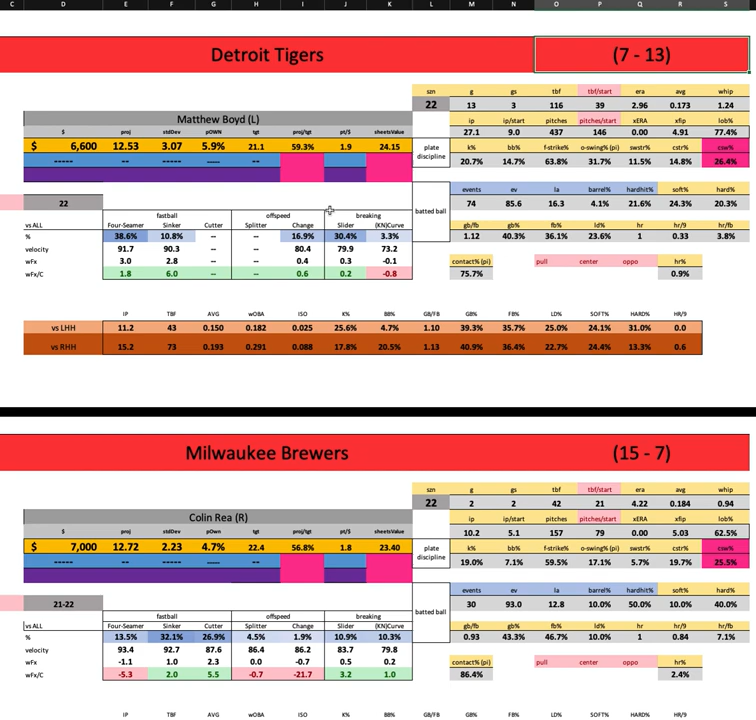 C D E F G H I J K L M N O P Q R S
Detroit Tigers (7 - 13)
szn g gs tbf tbf/start era avg whip
22 13 3 116 39 2.96 0.173 1.24
Matthew Boyd (L) ip ip/start pitches pitches/start xERA xfip lob%
27.1 9.0 437 146 0.00 4.91 77.4%
$ proj stdDev pOWN tgt proj/tgt pt/$ sheetsValue
$ 6,600 12.53 3.07 5.9% 21.1 59.3% 1.9 24.15
plate discipline k% bb% f-strike% o-swing% (pi) swstr% cstr% csw%
----- -- -- ---- -- 20.7% 14.7% 63.8% 31.7% 11.5% 14.8% 26.4%
events ev la barrel% hardhit% soft% hard%
22 74 85.6 16.3 4.1% 21.6% 24.3% 20.3%
fastball offspeed breaking batted ball
vs ALL Four-Seamer Sinker Cutter Splitter Change Slider (KN)Curve gb/fb gb% fb% ld% hr hr/9 hr/fb
% 38.6% 10.8% -- -- 16.9% 30.4% 3.3% 1.12 40.3% 36.1% 23.6% 1 0.33 3.8%
velocity 91.7 90.3 -- -- 80.4 79.9 73.2
wFx 3.0 2.8 -- -- 0.4 0.3 -0.1 contact% (pi) pull center oppo hr%
wFx/C 1.8 6.0 -- -- 0.6 0.2 -0.8 75.7% 0.9%
IP TBF AVG wOBA ISO K% BB% GB/FB GB% FB% LD% SOFT% HARD% HR/9
vs LHH 11.2 43 0.150 0.182 0.025 25.6% 4.7% 1.10 39.3% 35.7% 25.0% 24.1% 31.0% 0.0
vs RHH 15.2 73 0.193 0.291 0.088 17.8% 20.5% 1.13 40.9% 36.4% 22.7% 24.4% 13.3% 0.6
Milwaukee Brewers (15 - 7)
szn g gs tbf tbf/start era avg whip
22 2 2 42 21 4.22 0.184 0.94
Colin Rea (R) ip ip/start pitches pitches/start xERA xfip lob%
10.2 5.1 157 79 0.00 5.03 62.5%
$ proj stdDev pOwn tgt proj/tgt pt/$ sheetsValue
$ 7,000 12.72 2.23 4.7% 22.4 56.8% 1.8 23.40
plate discipline k% bb% f-strike% o-swing% (pi) swstr% cstr% csw%
----- -- -- ---- -- 19.0% 7.1% 59.5% 17.1% 5.7% 19.7% 25.5%
events ev la barrel% hardhit% soft% hard%
21-22 30 93.0 12.8 10.0% 50.0% 10.0% 40.0%
fastball offspeed breaking batted ball
vs ALL Four-Seamer Sinker Cutter Splitter Change Slider (KN)Curve gb/fb gb% fb% ld% hr hr/9 hr/fb
% 13.5% 32.1% 26.9% 4.5% 1.9% 10.9% 10.3% 0.93 43.3% 46.7% 10.0% 1 0.84 7.1%
velocity 93.4 92.7 87.6 86.4 86.2 83.7 79.8
wFx -1.1 1.0 2.3 0.0 -0.7 0.5 0.2 contact% (pi) pull center oppo hr%
wFx/C -5.3 2.0 5.5 -0.7 -21.7 3.2 1.0 86.4% 2.4%
IP TBF AVG wOBA ISO K% BB% GB/FB GB% FB% LD% SOFT% HARD% HR/9